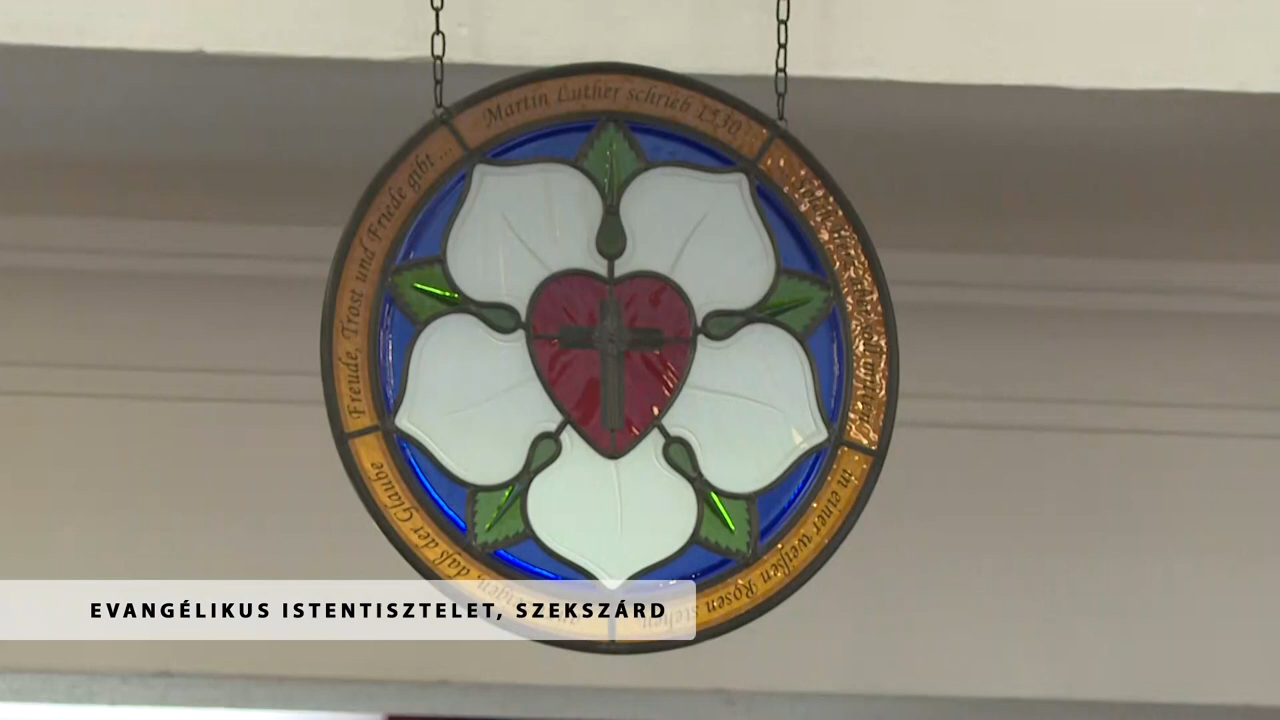 Martin Luther schrieb 1530
in einer weißen Rosen stehen,
daß der Glaube
Freude, Trost und Friede gibt ...
EVANGÉLIKUS ISTENTISZTELET, SZEKSZÁRD